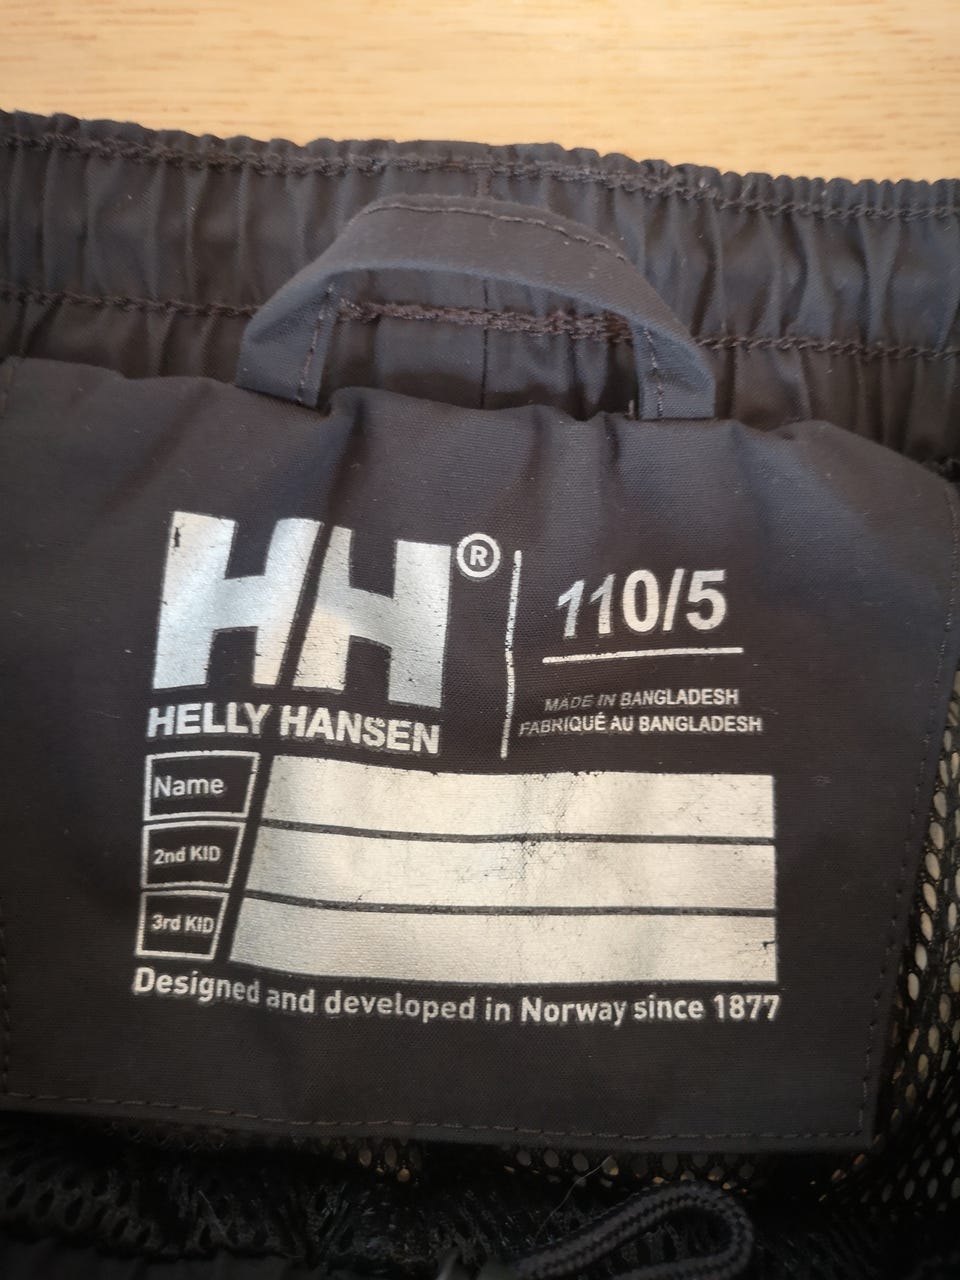 HH®
HELLY HANSEN
110/5
MADE IN BANGLADESH
FABRIQUÉ AU BANGLADESH
Name
2nd KID
3rd KID
Designed and developed in Norway since 1877